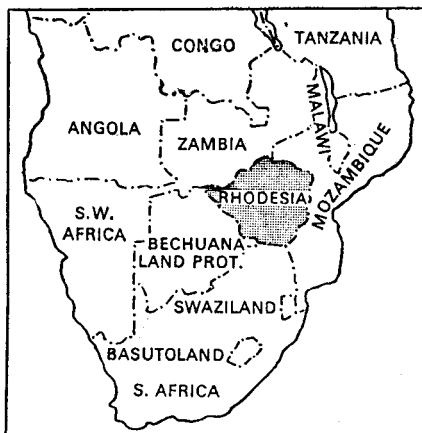 CONGO
TANZANIA
MALAWI
ANGOLA
ZAMBIA
MOZAMBIQUE
RHODESIA
S.W.
AFRICA
BECHUANA
LAND PROT.
SWAZILAND
BASUTOLAND
S. AFRICA